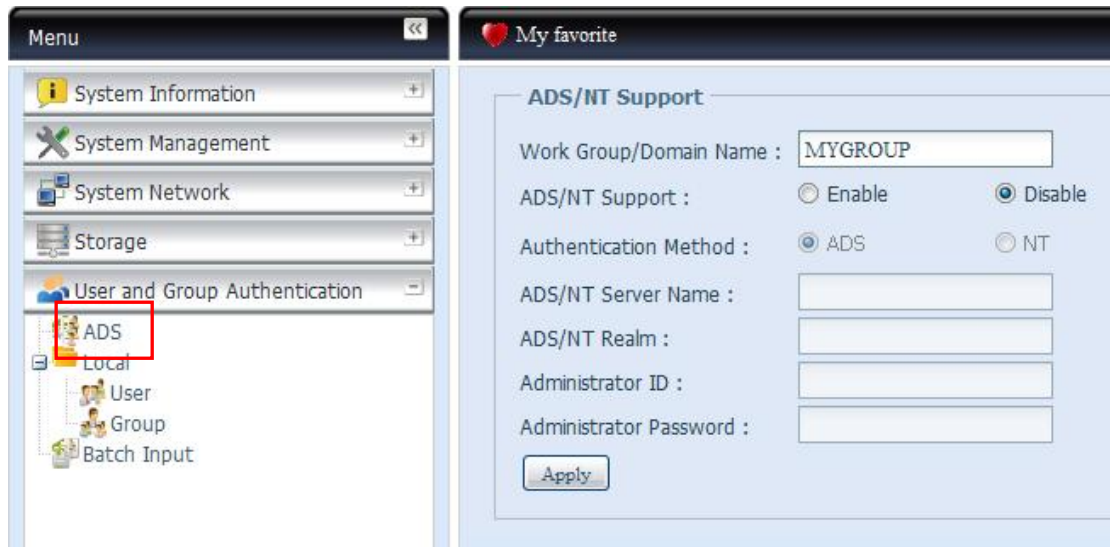 Menu
My favorite
System Information
System Management
System Network
Storage
User and Group Authentication
ADS
Local
User
Group
Batch Input
ADS/NT Support
Work Group/Domain Name : MYGROUP
ADS/NT Support : Enable Disable
Authentication Method : ADS NT
ADS/NT Server Name :
ADS/NT Realm :
Administrator ID :
Administrator Password :
Apply